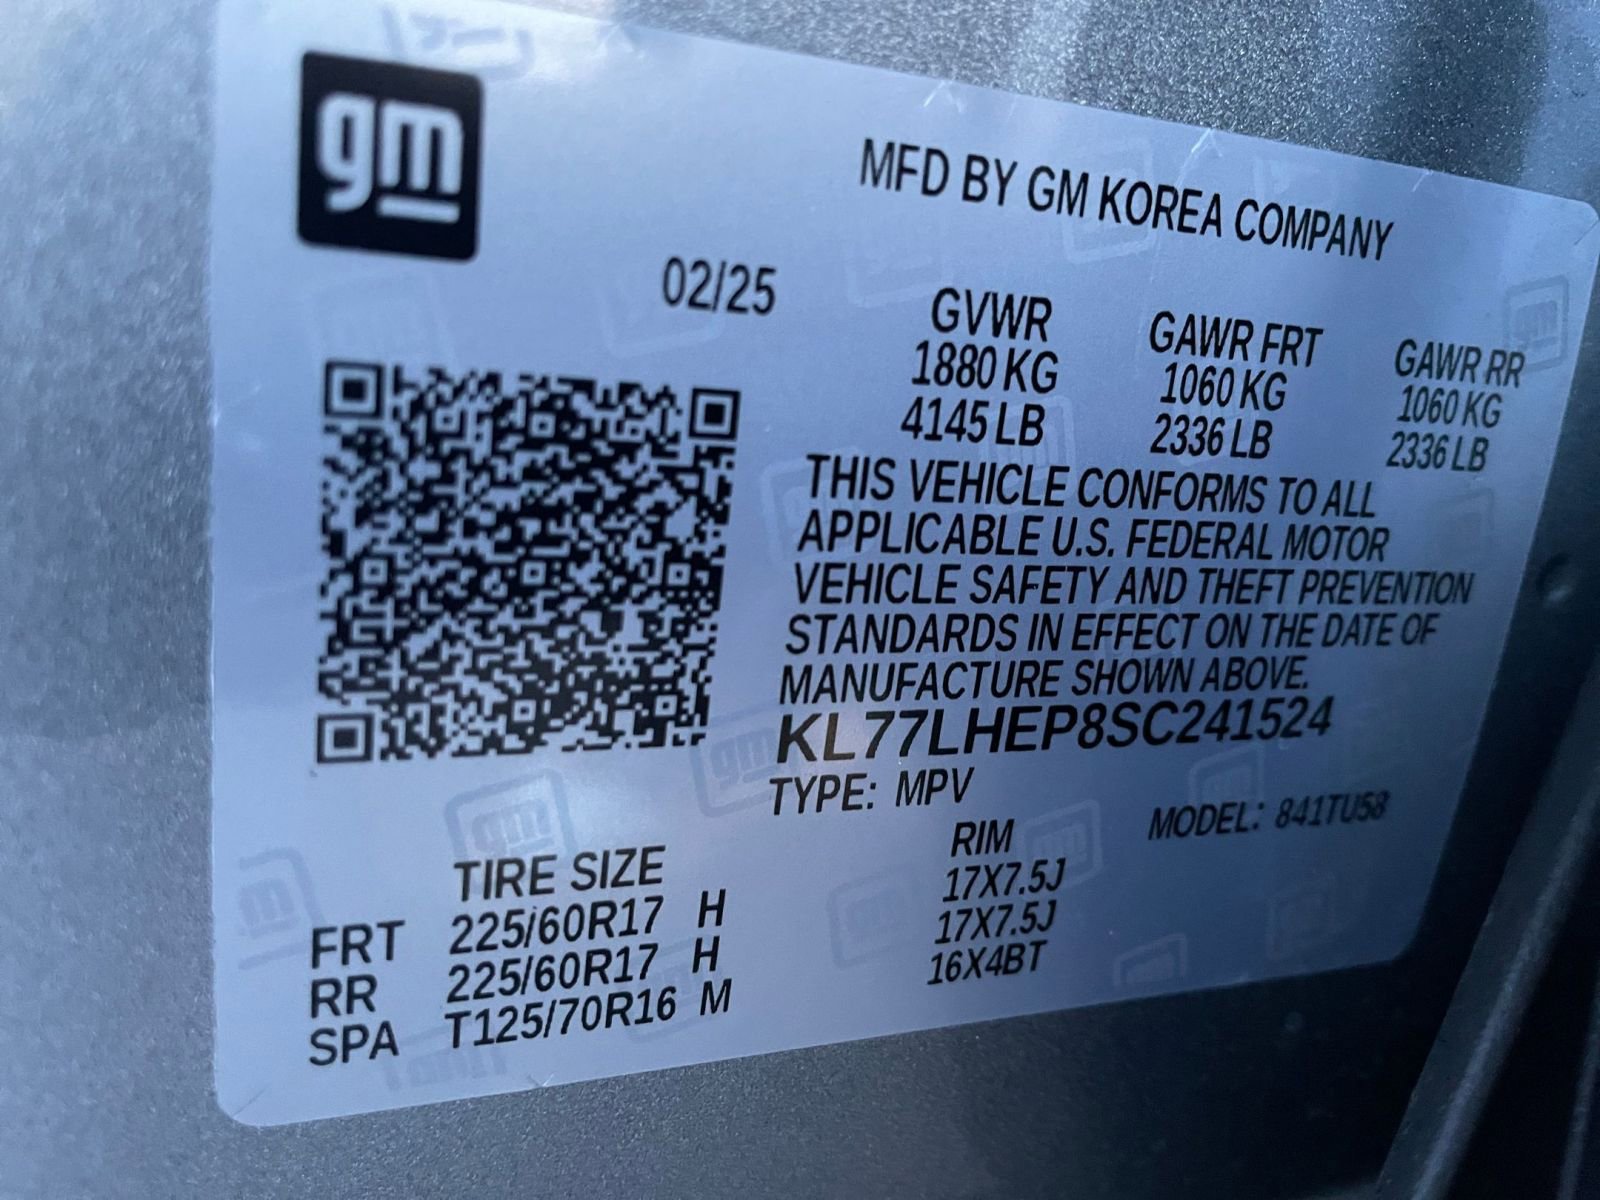 gm
MFD BY GM KOREA COMPANY
02/25
GVWR GAWR FRT GAWR RR
1880 KG 1060 KG 1060 KG
4145 LB 2336 LB 2336 LB
THIS VEHICLE CONFORMS TO ALL
APPLICABLE U.S. FEDERAL MOTOR
VEHICLE SAFETY AND THEFT PREVENTION
STANDARDS IN EFFECT ON THE DATE OF
MANUFACTURE SHOWN ABOVE.
KL77LHEP8SC241524
TYPE: MPV MODEL: 841TU58
TIRE SIZE RIM
FRT 225/60R17 H 17X7.5J
RR 225/60R17 H 17X7.5J
SPA T125/70R16 M 16X4BT